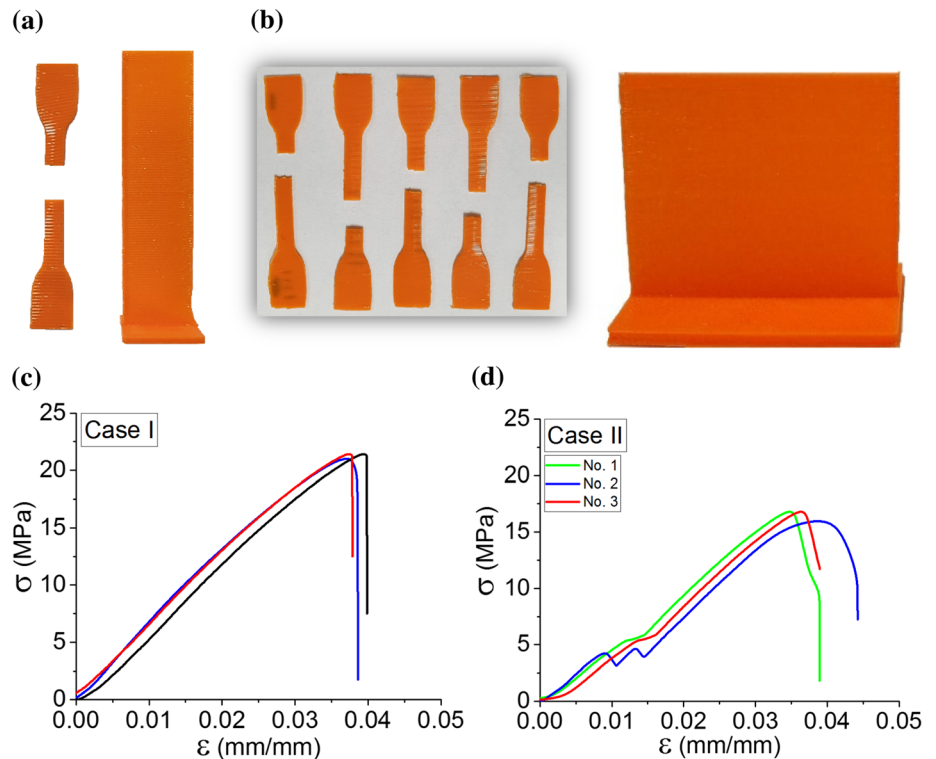 (a)
(b)
(c)
Case I
25
20
15
10
5
0
σ (MPa)
0.00 0.01 0.02 0.03 0.04 0.05
ε (mm/mm)
(d)
Case II
No. 1
No. 2
No. 3
25
20
15
10
5
0
σ (MPa)
0.00 0.01 0.02 0.03 0.04 0.05
ε (mm/mm)